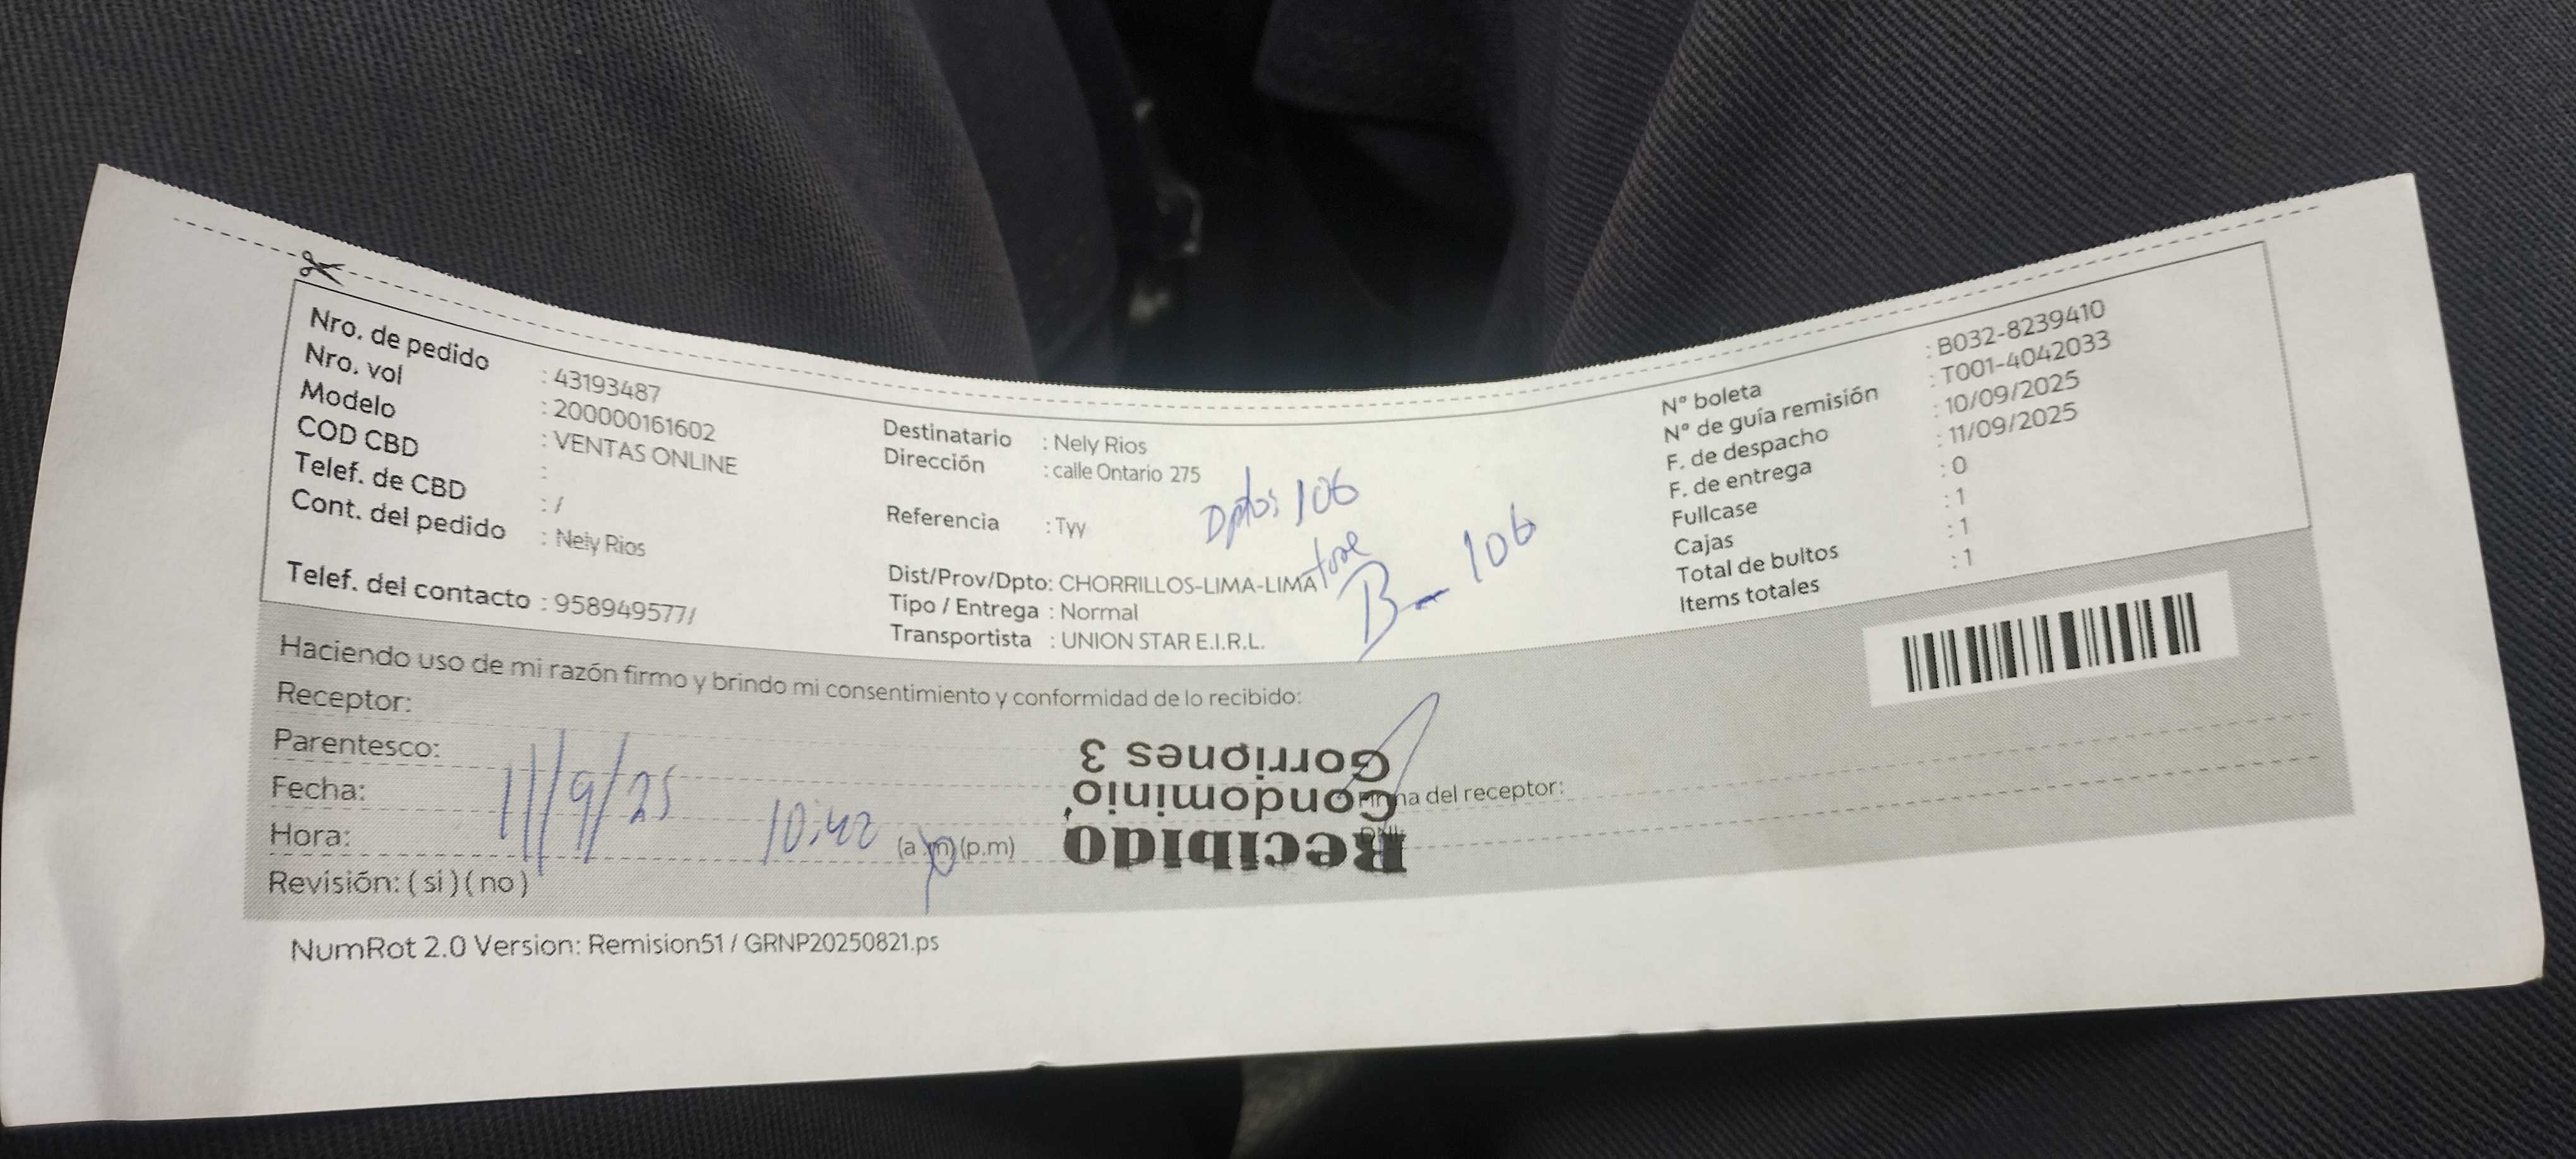 Nro. de pedido : 43193487
Nro. vol : 200000161602
Modelo : VENTAS ONLINE
COD CBD :
Telef. de CBD : /
Cont. del pedido : Nely Rios
Telef. del contacto : 958949577/
Destinatario : Nely Rios
Dirección : calle Ontario 275
Dptos 106
Referencia : Tyy
torre
B - 106
Dist/Prov/Dpto: CHORRILLOS-LIMA-LIMA
Tipo / Entrega : Normal
Transportista : UNION STAR E.I.R.L.
N° boleta : B032-8239410
N° de guía remisión : T001-4042033
F. de despacho : 10/09/2025
F. de entrega : 11/09/2025
Fullcase : 0
Cajas : 1
Total de bultos : 1
Items totales : 1
Haciendo uso de mi razón firmo y brindo mi consentimiento y conformidad de lo recibido:
Receptor:
Parentesco:
Fecha: 11/9/25
Hora: 10:42 (a.m)(p.m)
Revisión: ( si ) ( no )
Firma del receptor:
DNI:
Recibido
Condominio
Gorriones 3
NumRot 2.0 Version: Remision51 / GRNP20250821.ps